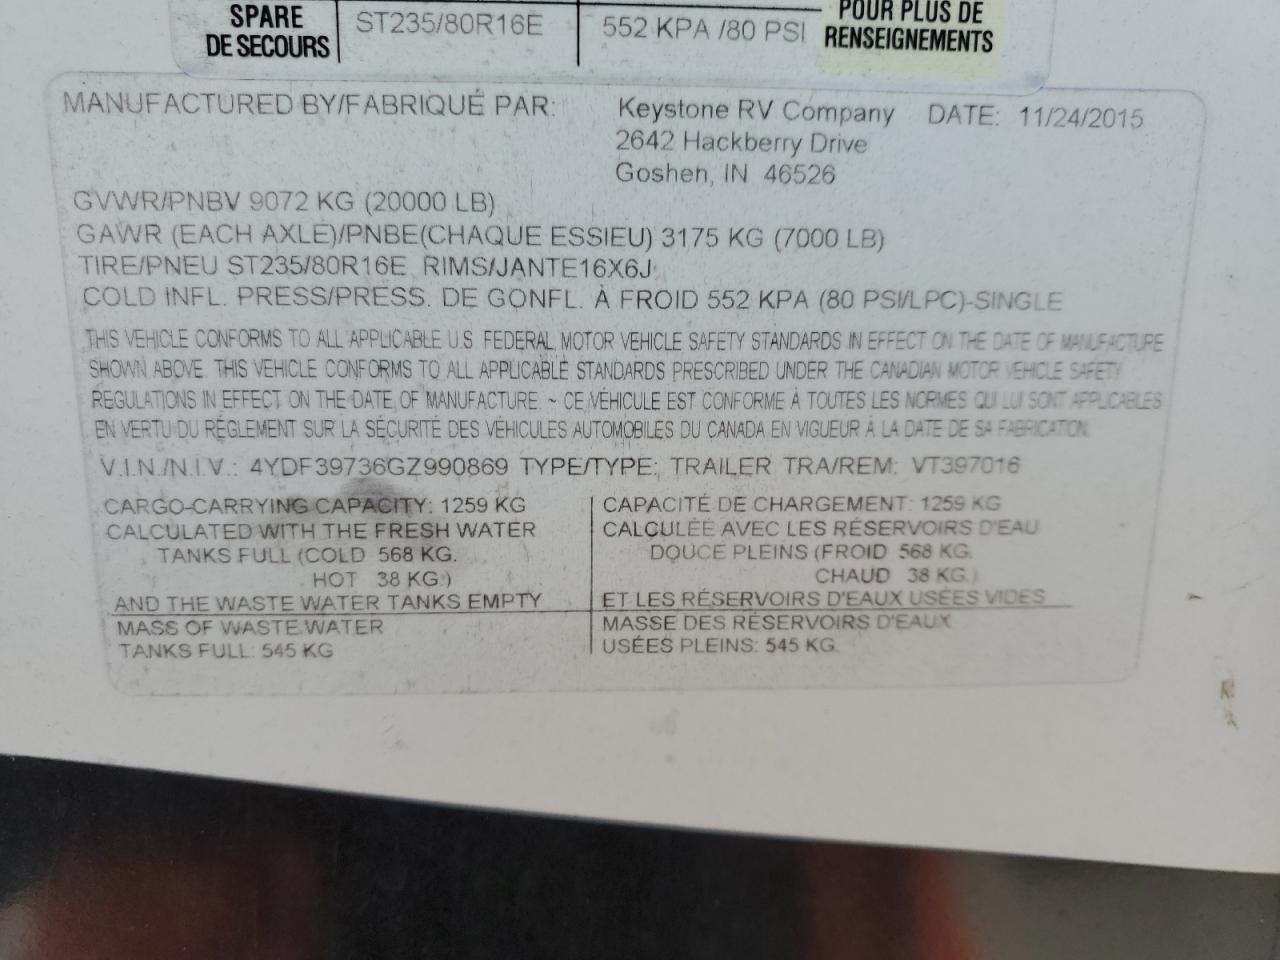 SPARE ST235/80R16E 552 KPA /80 PSI POUR PLUS DE
DE SECOURS RENSEIGNEMENTS
MANUFACTURED BY/FABRIQUÉ PAR: Keystone RV Company DATE: 11/24/2015
2642 Hackberry Drive
Goshen, IN 46526
GVWR/PNBV 9072 KG (20000 LB)
GAWR (EACH AXLE)/PNBE(CHAQUE ESSIEU) 3175 KG (7000 LB)
TIRE/PNEU ST235/80R16E RIMS/JANTE16X6J
COLD INFL. PRESS/PRESS. DE GONFL. À FROID 552 KPA (80 PSI/LPC)-SINGLE
THIS VEHICLE CONFORMS TO ALL APPLICABLE U.S. FEDERAL MOTOR VEHICLE SAFETY STANDARDS IN EFFECT ON THE DATE OF MANUFACTURE
SHOWN ABOVE. THIS VEHICLE CONFORMS TO ALL APPLICABLE STANDARDS PRESCRIBED UNDER THE CANADIAN MOTOR VEHICLE SAFETY
REGULATIONS IN EFFECT ON THE DATE OF MANUFACTURE. ~ CE VÉHICULE EST CONFORME À TOUTES LES NORMES QUI LUI SONT APPLICABLES
EN VERTU DU RÈGLEMENT SUR LA SÉCURITÉ DES VÉHICULES AUTOMOBILES DU CANADA EN VIGUEUR À LA DATE DE SA FABRICATION.
V.I.N./N.I.V.: 4YDF39736GZ990869 TYPE/TYPE: TRAILER TRA/REM: VT397016
CARGO-CARRYING CAPACITY: 1259 KG
CALCULATED WITH THE FRESH WATER
TANKS FULL (COLD 568 KG.
HOT 38 KG.)
AND THE WASTE WATER TANKS EMPTY
MASS OF WASTE WATER
TANKS FULL: 545 KG
CAPACITÉ DE CHARGEMENT: 1259 KG
CALCULÉE AVEC LES RÉSERVOIRS D'EAU
DOUCE PLEINS (FROID 568 KG.
CHAUD 38 KG.)
ET LES RÉSERVOIRS D'EAUX USÉES VIDES
MASSE DES RÉSERVOIRS D'EAUX
USÉES PLEINS: 545 KG.